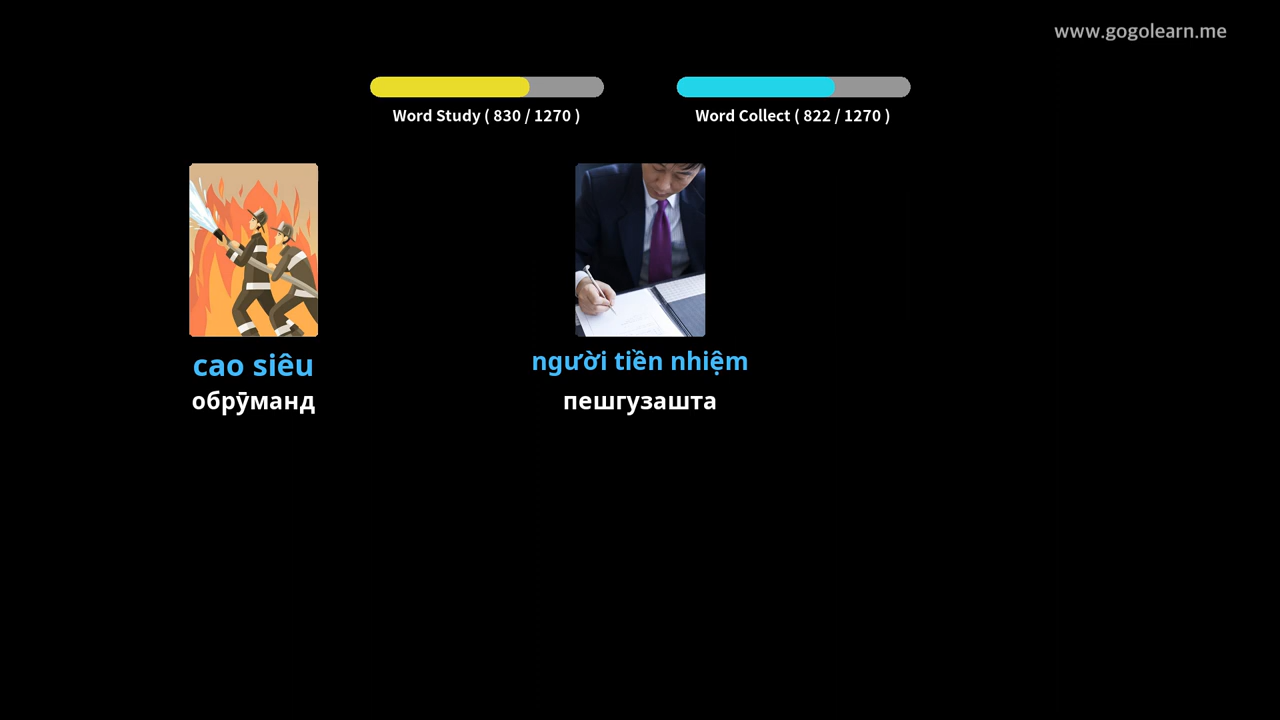 www.gogolearn.me
Word Study ( 830 / 1270 )
Word Collect ( 822 / 1270 )
cao siêu
обрӯманд
người tiền nhiệm
пешгузашта